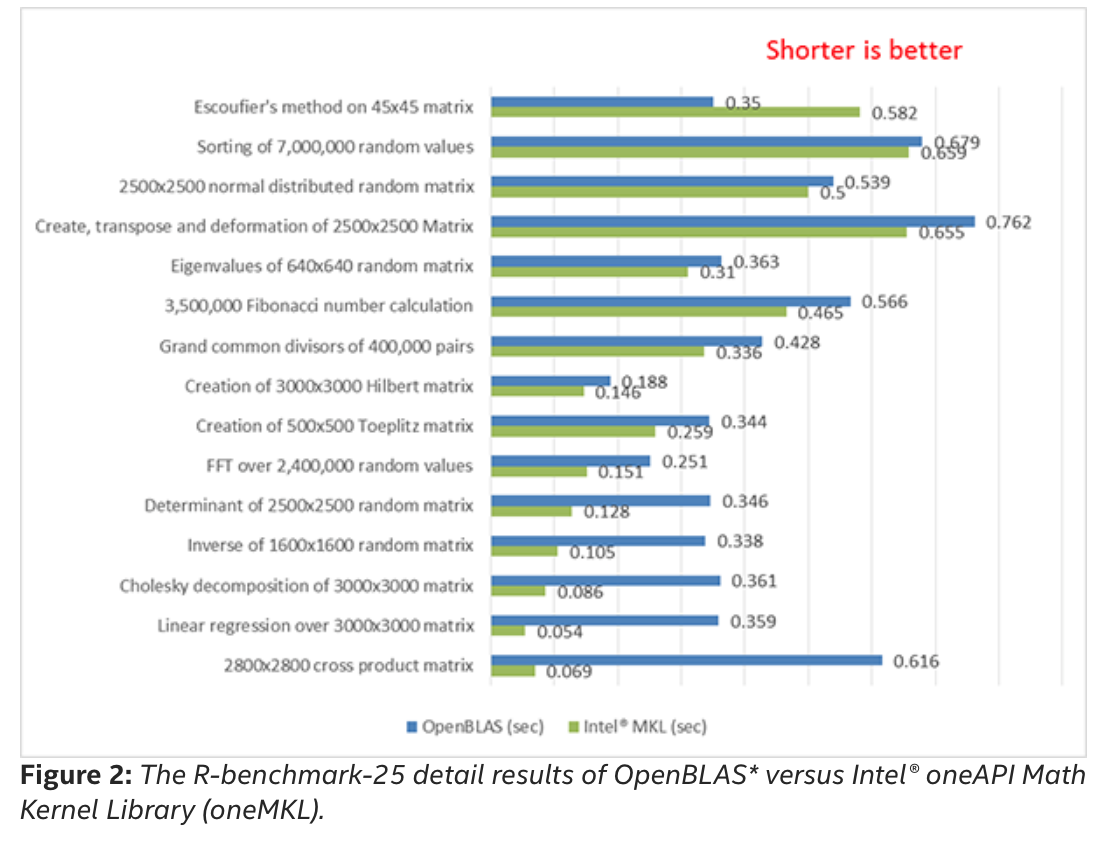 Shorter is better
Escoufier's method on 45x45 matrix
0.35
0.582
Sorting of 7,000,000 random values
0.679
0.659
2500x2500 normal distributed random matrix
0.539
0.5
Create, transpose and deformation of 2500x2500 Matrix
0.762
0.655
Eigenvalues of 640x640 random matrix
0.363
0.31
3,500,000 Fibonacci number calculation
0.566
0.465
Grand common divisors of 400,000 pairs
0.428
0.336
Creation of 3000x3000 Hilbert matrix
0.188
0.146
Creation of 500x500 Toeplitz matrix
0.344
0.259
FFT over 2,400,000 random values
0.251
0.151
Determinant of 2500x2500 random matrix
0.346
0.128
Inverse of 1600x1600 random matrix
0.338
0.105
Cholesky decomposition of 3000x3000 matrix
0.361
0.086
Linear regression over 3000x3000 matrix
0.359
0.054
2800x2800 cross product matrix
0.616
0.069
OpenBLAS (sec) Intel® MKL (sec)
Figure 2: The R-benchmark-25 detail results of OpenBLAS* versus Intel® oneAPI Math
Kernel Library (oneMKL).